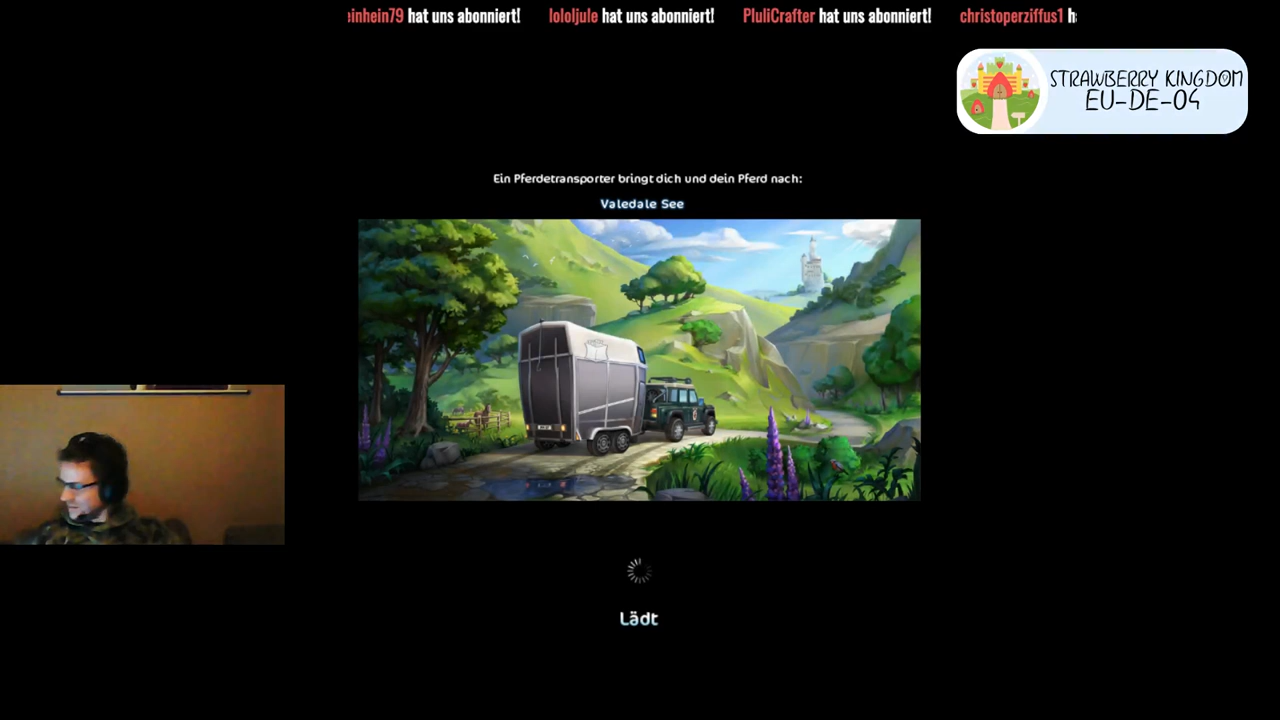 einhein79 hat uns abonniert! lololjule hat uns abonniert! PluliCrafter hat uns abonniert! christoperziffus1 h
STRAWBERRY KINGDOM
EU-DE-04
Ein Pferdetransporter bringt dich und dein Pferd nach:
Valedale See
Lädt